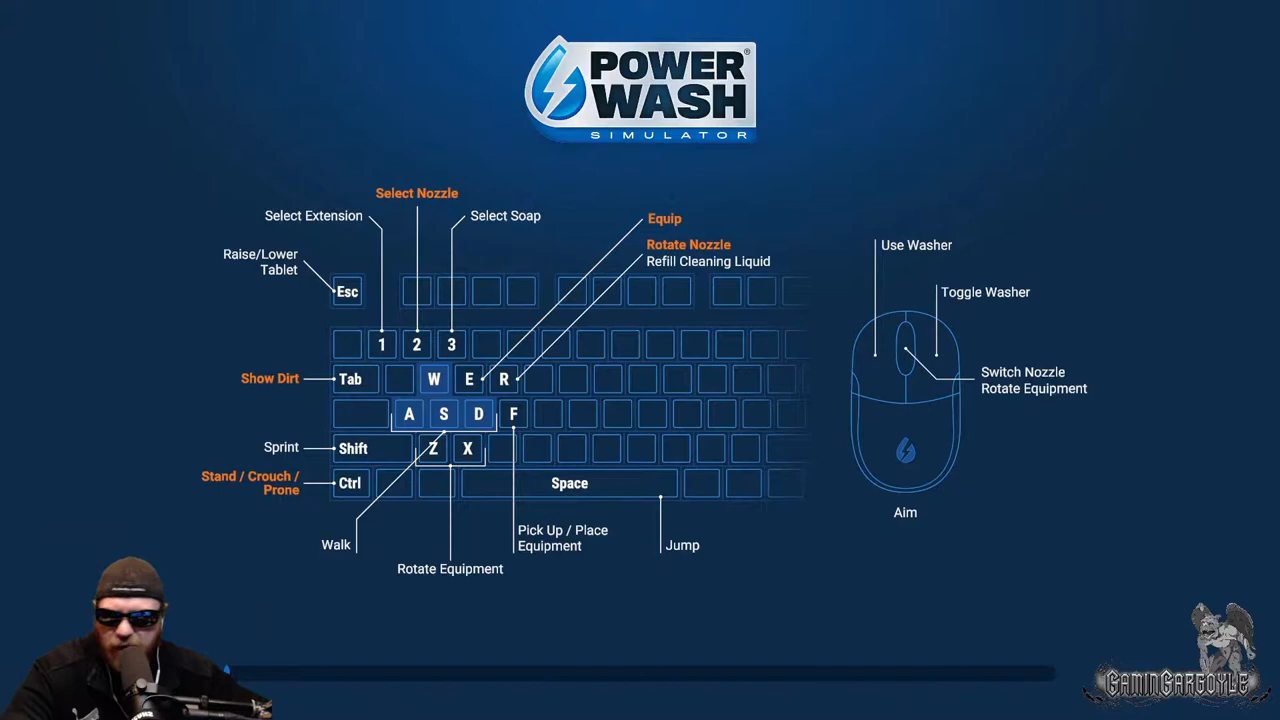 POWER®
WASH
SIMULATOR
Select Nozzle
Select Extension
Select Soap
Equip
Rotate Nozzle
Refill Cleaning Liquid
Raise/Lower
Tablet
Use Washer
Toggle Washer
Esc
1 2 3
Show Dirt
Tab W E R
Switch Nozzle
Rotate Equipment
A S D F
Sprint
Shift Z X
Stand / Crouch /
Prone
Ctrl Space
Aim
Walk
Pick Up / Place
Equipment
Jump
Rotate Equipment
GAMINGARGOYLE